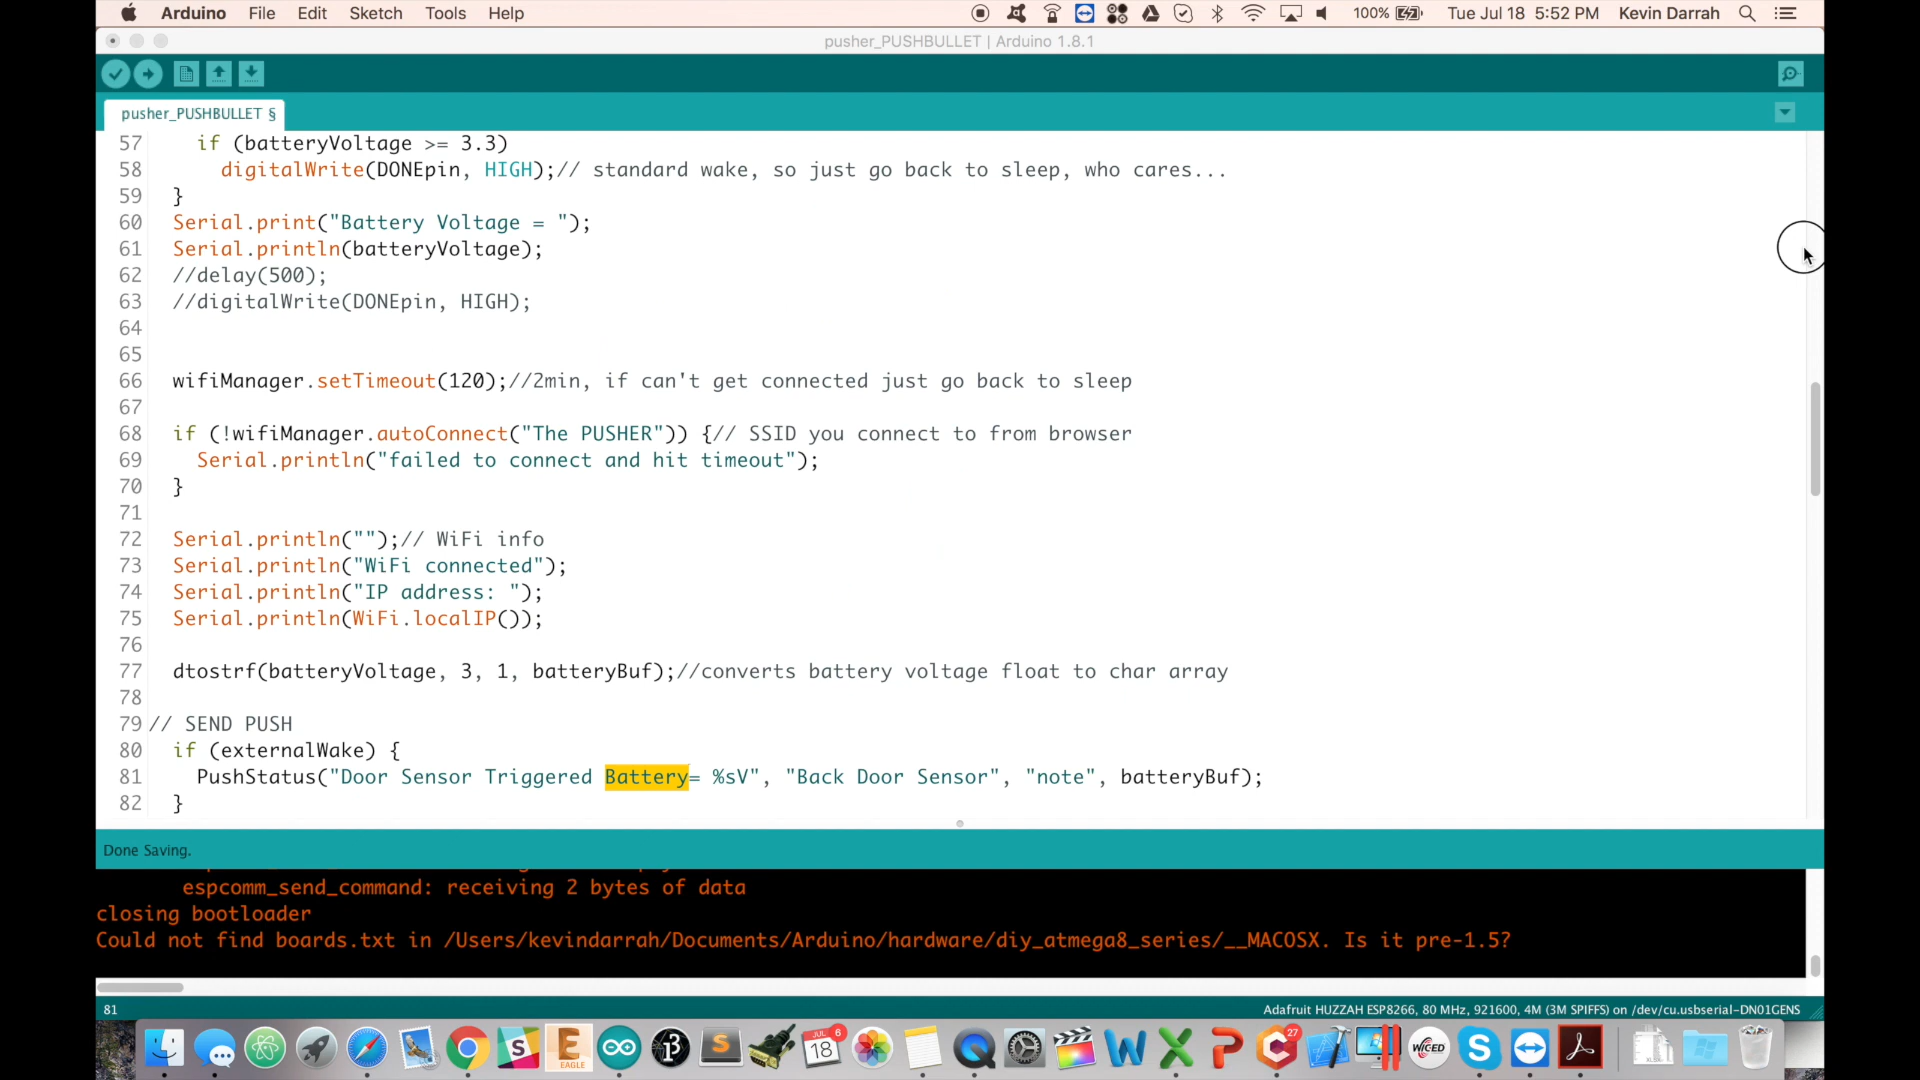 Arduino File Edit Sketch Tools Help 100% Tue Jul 18 5:52 PM Kevin Darrah
pusher_PUSHBULLET | Arduino 1.8.1
pusher_PUSHBULLET §
57 if (batteryVoltage >= 3.3)
58 digitalWrite(DONEpin, HIGH);// standard wake, so just go back to sleep, who cares...
59 }
60 Serial.print("Battery Voltage = ");
61 Serial.println(batteryVoltage);
62 //delay(500);
63 //digitalWrite(DONEpin, HIGH);
64
65
66 wifiManager.setTimeout(120);//2min, if can't get connected just go back to sleep
67
68 if (!wifiManager.autoConnect("The PUSHER")) {// SSID you connect to from browser
69 Serial.println("failed to connect and hit timeout");
70 }
71
72 Serial.println("");// WiFi info
73 Serial.println("WiFi connected");
74 Serial.println("IP address: ");
75 Serial.println(WiFi.localIP());
76
77 dtostrf(batteryVoltage, 3, 1, batteryBuf);//converts battery voltage float to char array
78
79 // SEND PUSH
80 if (externalWake) {
81 PushStatus("Door Sensor Triggered Battery= %sV", "Back Door Sensor", "note", batteryBuf);
82 }
Done Saving.
espcomm_send_command: receiving 2 bytes of data
closing bootloader
Could not find boards.txt in /Users/kevindarrah/Documents/Arduino/hardware/diy_atmega8_series/__MACOSX. Is it pre-1.5?
81 Adafruit HUZZAH ESP8266, 80 MHz, 921600, 4M (3M SPIFFS) on /dev/cu.usbserial-DN01GENS
JUL 18 6
EAGLE
27
WICED